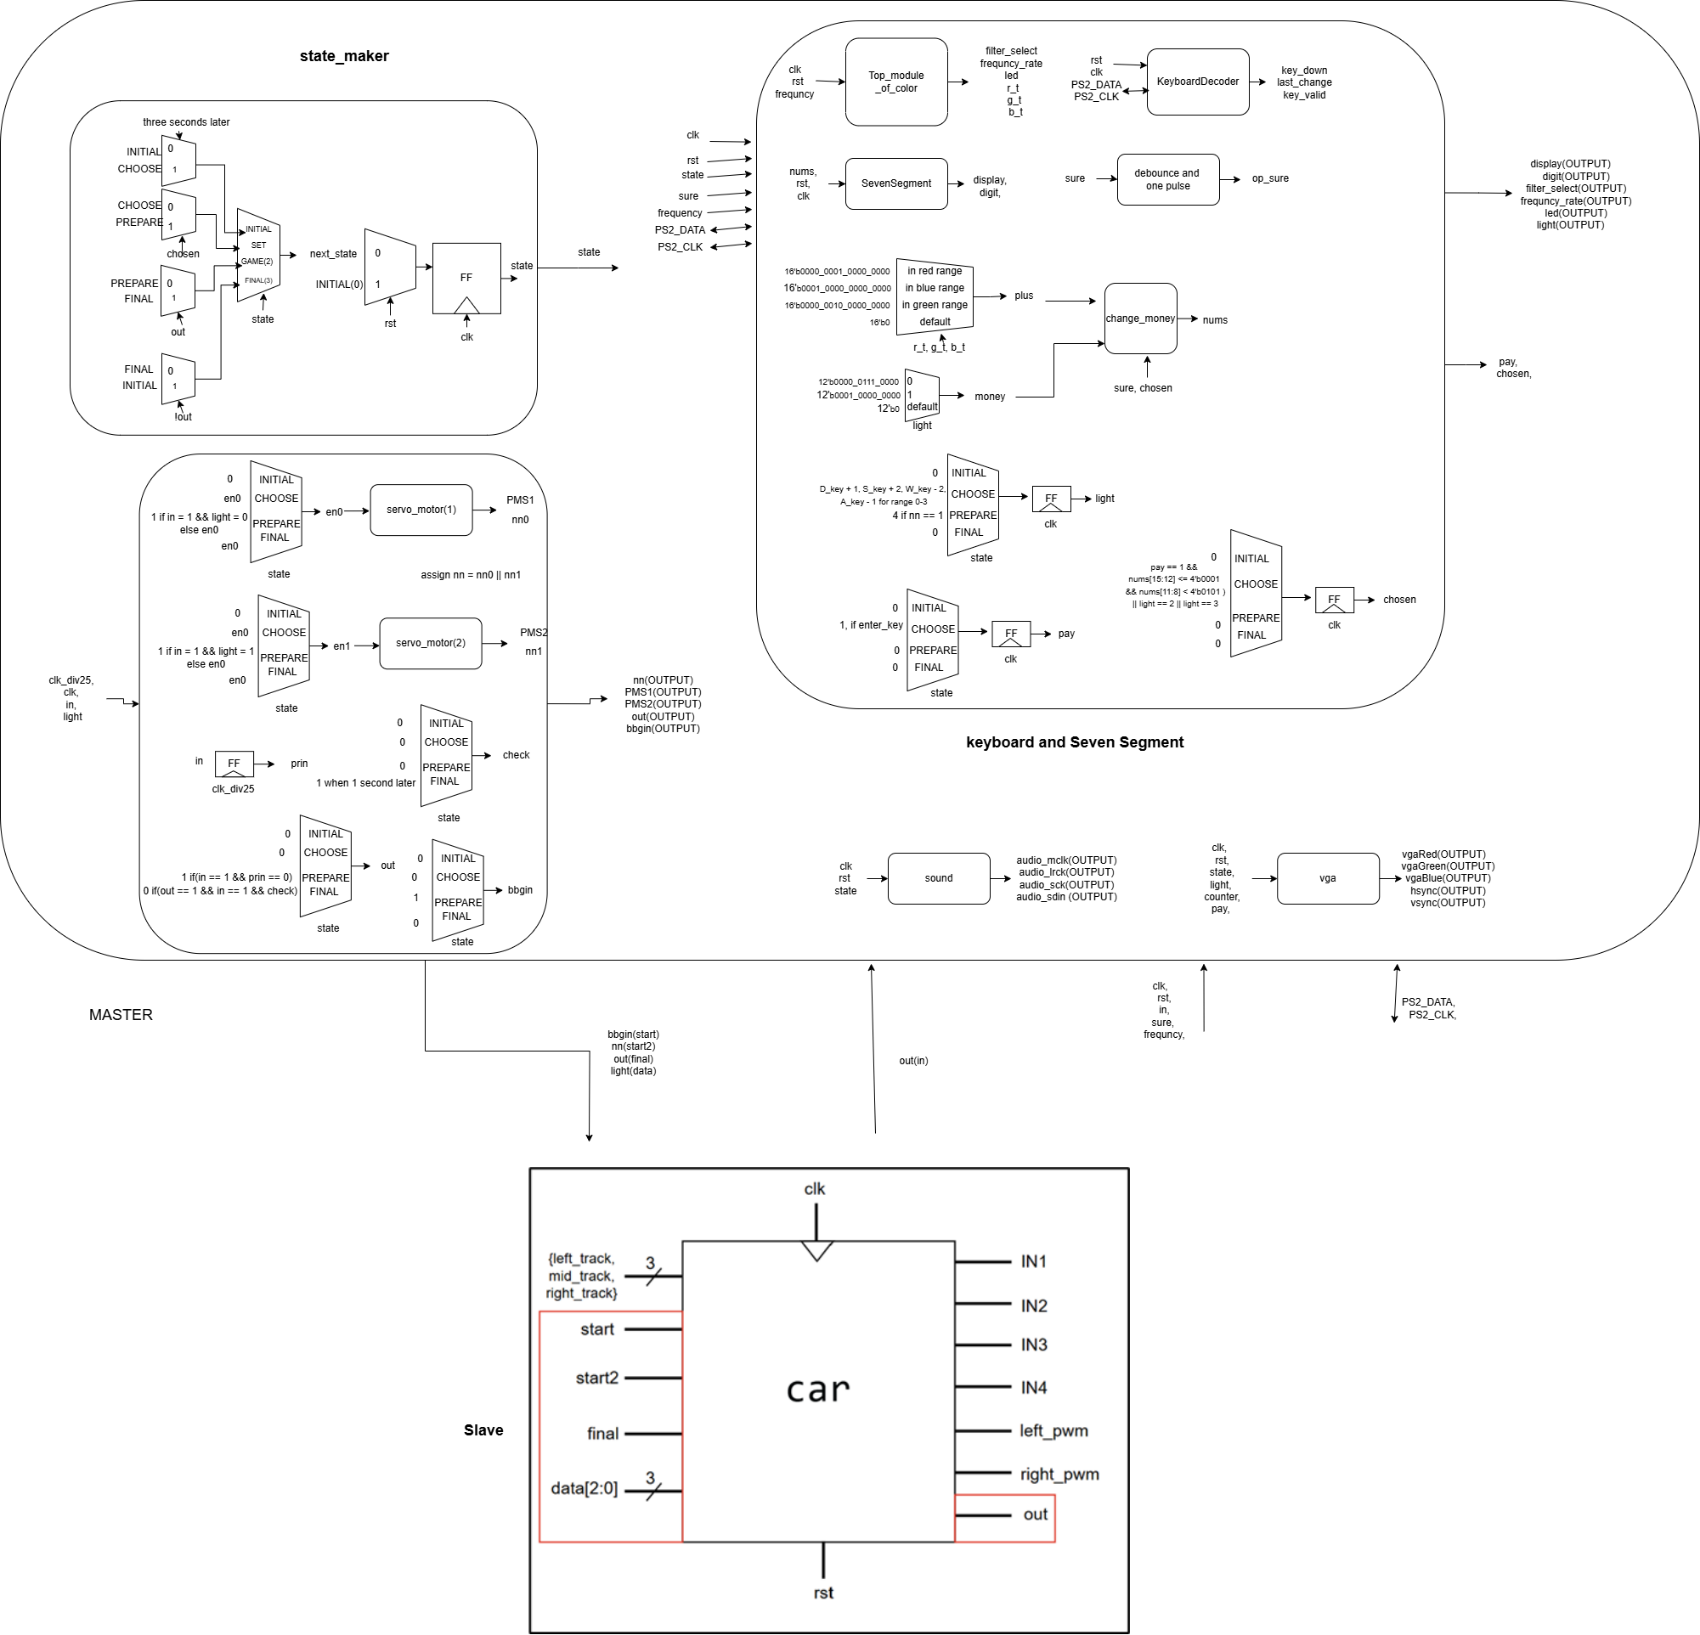 state_maker
three seconds later
INITIAL
CHOOSE
0
1
CHOOSE
PREPARE
0
1
chosen
PREPARE
FINAL
0
1
out
FINAL
INITIAL
0
1
!out
INITIAL
SET
GAME(2)
FINAL(3)
state
next_state
INITIAL(0)
0
1
rst
FF
clk
state
state
clk
rst
state
sure
frequency
PS2_DATA
PS2_CLK
clk
rst
frequncy
Top_module
_of_color
filter_select
frequncy_rate
led
r_t
g_t
b_t
rst
clk
PS2_DATA
PS2_CLK
KeyboardDecoder
key_down
last_change
key_valid
nums,
rst,
clk
SevenSegment
display,
digit,
sure
debounce and
one pulse
op_sure
16'b0000_0001_0000_0000
16'b0001_0000_0000_0000
16'b0000_0010_0000_0000
16'b0
in red range
in blue range
in green range
default
r_t, g_t, b_t
plus
change_money
nums
sure, chosen
12'b0000_0111_0000
12'b0001_0000_0000
12'b0
0
1
default
light
money
0
D_key + 1, S_key + 2, W_key - 2,
A_key - 1 for range 0-3
4 if nn == 1
0
INITIAL
CHOOSE
PREPARE
FINAL
state
FF
clk
light
0
1, if enter_key
0
0
INITIAL
CHOOSE
PREPARE
FINAL
state
FF
clk
pay
0
pay == 1 &&
nums[15:12] <= 4'b0001
&& nums[11:8] < 4'b0101 )
|| light == 2 || light == 3
0
0
INITIAL
CHOOSE
PREPARE
FINAL
state
FF
clk
chosen
keyboard and Seven Segment
display(OUTPUT)
digit(OUTPUT)
filter_select(OUTPUT)
frequncy_rate(OUTPUT)
led(OUTPUT)
light(OUTPUT)
pay,
chosen,
clk_div25,
clk,
in,
light
0
en0
1 if in = 1 && light = 0
else en0
en0
INITIAL
CHOOSE
PREPARE
FINAL
state
en0
servo_motor(1)
PMS1
nn0
assign nn = nn0 || nn1
0
en0
1 if in = 1 && light = 1
else en0
en0
INITIAL
CHOOSE
PREPARE
FINAL
state
en1
servo_motor(2)
PMS2
nn1
in
FF
clk_div25
prin
0
0
0
1 when 1 second later
INITIAL
CHOOSE
PREPARE
FINAL
state
check
0
0
1 if(in == 1 && prin == 0)
0 if(out == 1 && in == 1 && check)
INITIAL
CHOOSE
PREPARE
FINAL
state
out
0
0
1
0
INITIAL
CHOOSE
PREPARE
FINAL
state
bbgin
nn(OUTPUT)
PMS1(OUTPUT)
PMS2(OUTPUT)
out(OUTPUT)
bbgin(OUTPUT)
clk
rst
state
sound
audio_mclk(OUTPUT)
audio_lrck(OUTPUT)
audio_sck(OUTPUT)
audio_sdin (OUTPUT)
clk,
rst,
state,
light,
counter,
pay,
vga
vgaRed(OUTPUT)
vgaGreen(OUTPUT)
vgaBlue(OUTPUT)
hsync(OUTPUT)
vsync(OUTPUT)
MASTER
bbgin(start)
nn(start2)
out(final)
light(data)
out(in)
clk,
rst,
in,
sure,
frequncy,
PS2_DATA,
PS2_CLK,
Slave
clk
{left_track,
mid_track,
right_track}
3
start
start2
final
data[2:0]
3
car
IN1
IN2
IN3
IN4
left_pwm
right_pwm
out
rst